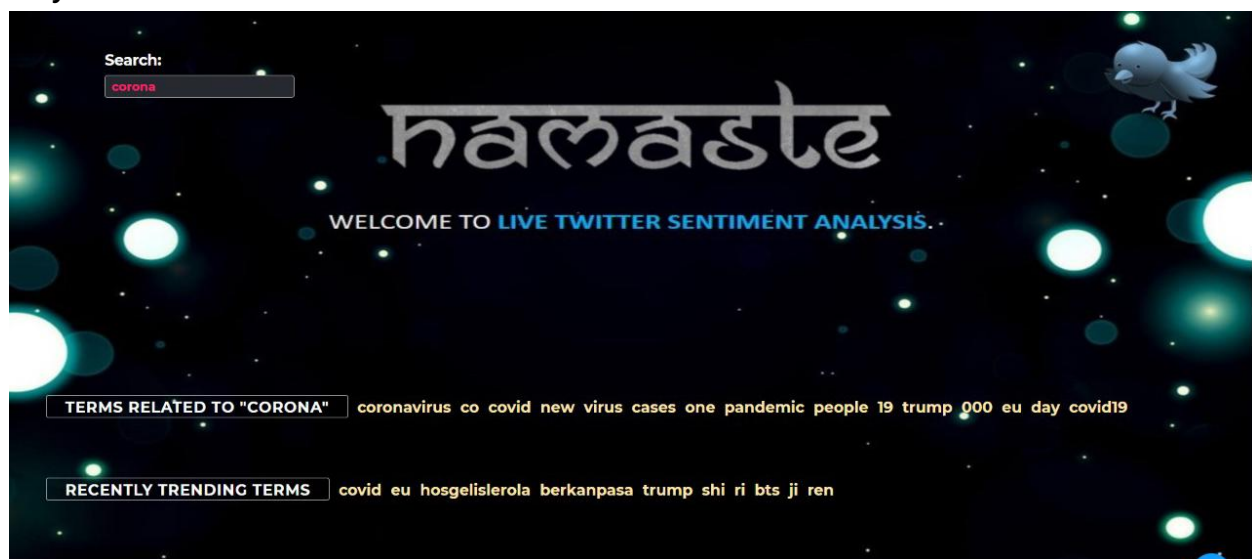 Search:
corona
namaste
WELCOME TO LIVE TWITTER SENTIMENT ANALYSIS.
TERMS RELATED TO "CORONA" coronavirus co covid new virus cases one pandemic people 19 trump 000 eu day covid19
RECENTLY TRENDING TERMS covid eu hosgelislerola berkanpasa trump shi ri bts ji ren